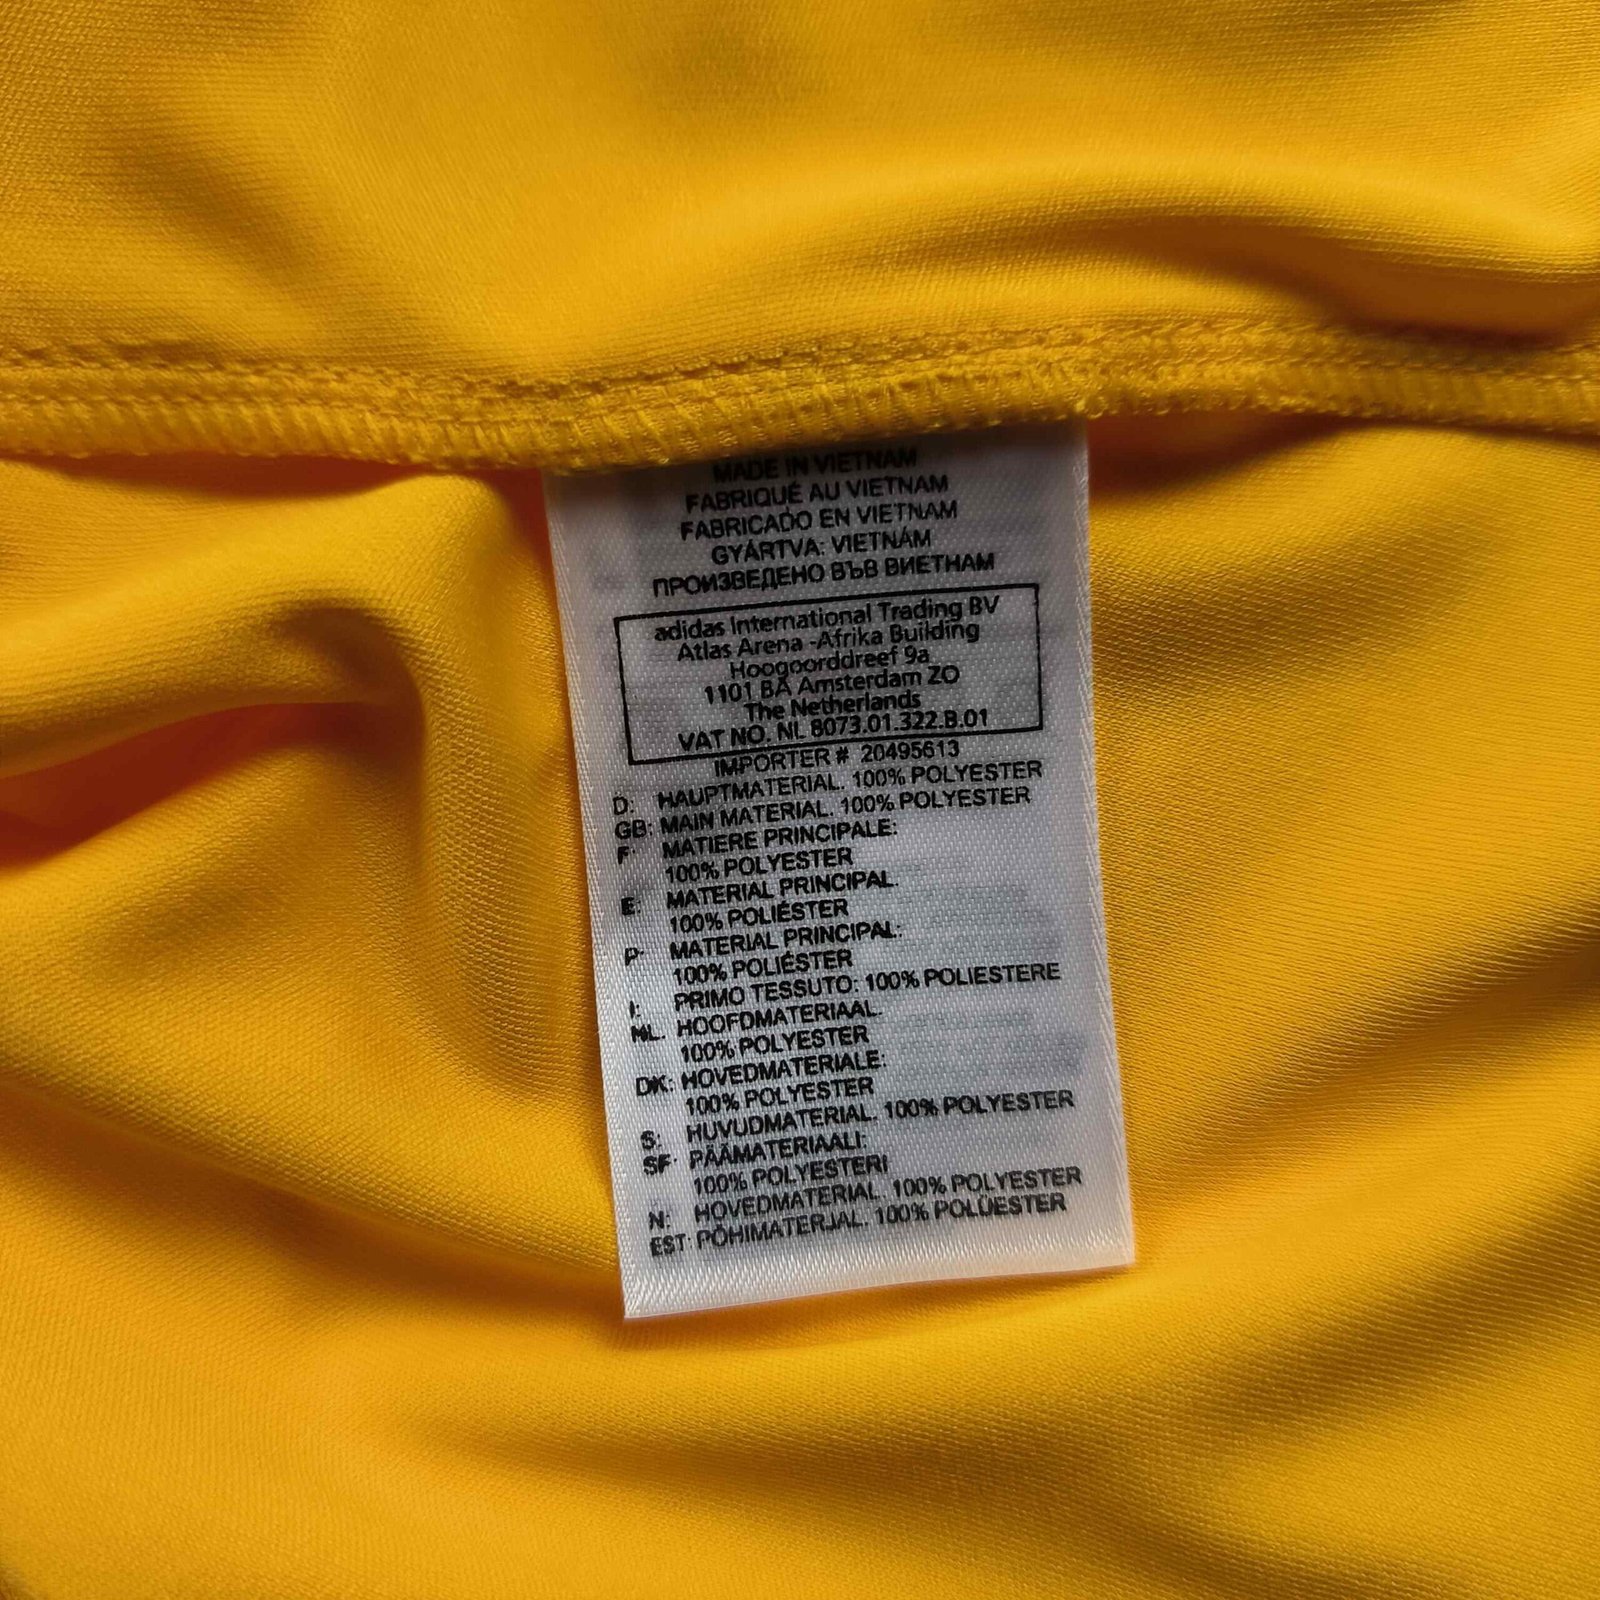 MADE IN VIETNAM
FABRIQUÉ AU VIETNAM
FABRICADO EN VIETNAM
GYÁRTVA: VIETNÁM
ПРОИЗВЕДЕНО ВЪВ ВИЕТНАМ
adidas International Trading BV
Atlas Arena -Afrika Building
Hoogoorddreef 9a
1101 BA Amsterdam ZO
The Netherlands
VAT NO. NL 8073.01.322.B.01
IMPORTER # 20495613
D: HAUPTMATERIAL. 100% POLYESTER
GB: MAIN MATERIAL. 100% POLYESTER
F: MATIERE PRINCIPALE:
100% POLYESTER
E: MATERIAL PRINCIPAL.
100% POLIÉSTER
P: MATERIAL PRINCIPAL:
100% POLIÉSTER
I: PRIMO TESSUTO: 100% POLIESTERE
NL. HOOFDMATERIAAL.
100% POLYESTER
DK: HOVEDMATERIALE:
100% POLYESTER
S: HUVUDMATERIAL. 100% POLYESTER
SF: PÄÄMATERIAALI:
100% POLYESTERI
N: HOVEDMATERIAL. 100% POLYESTER
EST: PÕHIMATERJAL. 100% POLÜESTER